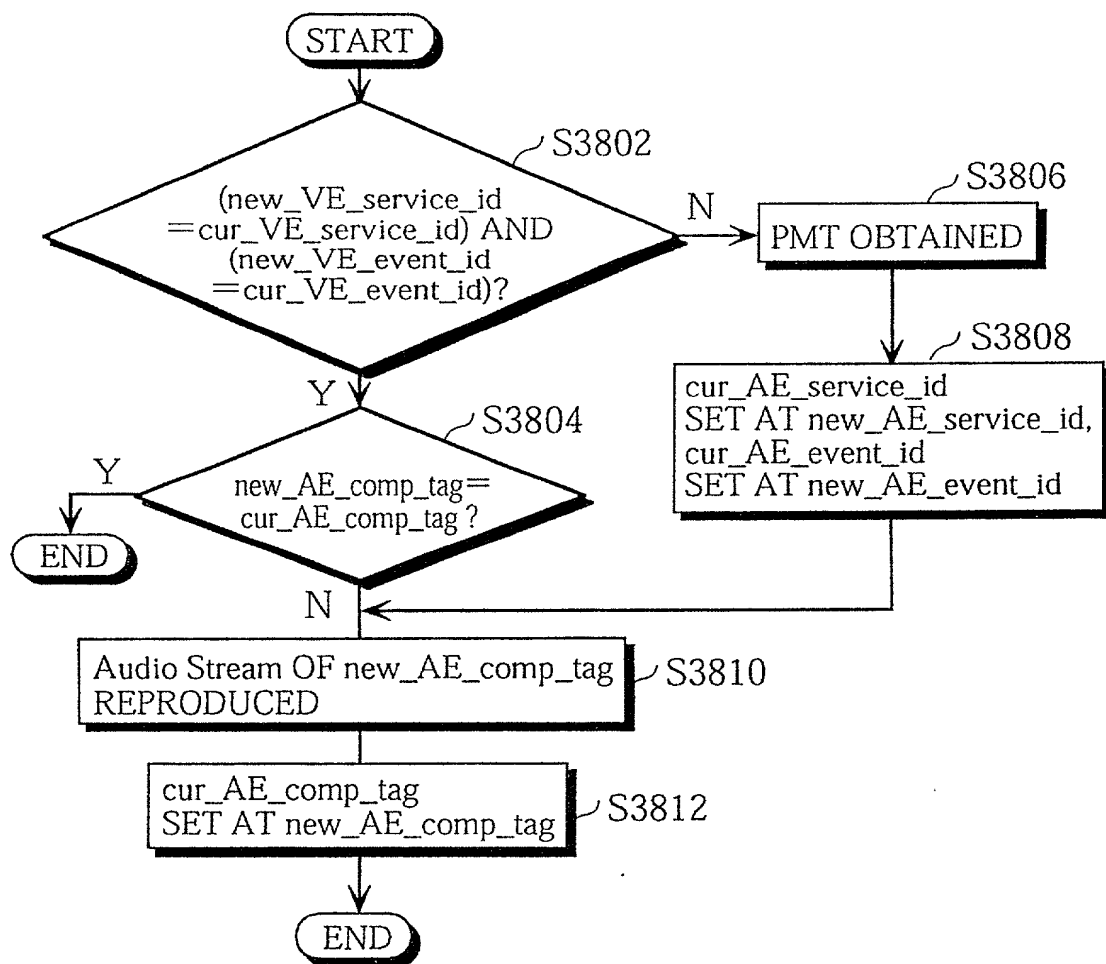 START
S3802
(new_VE_service_id
=cur_VE_service_id) AND
(new_VE_event_id
=cur_VE_event_id)?
N
S3806
PMT OBTAINED
S3808
cur_AE_service_id
SET AT new_AE_service_id,
cur_AE_event_id
SET AT new_AE_event_id
Y
S3804
new_AE_comp_tag=
cur_AE_comp_tag ?
Y
END
N
Audio Stream OF new_AE_comp_tag
REPRODUCED
S3810
cur_AE_comp_tag
SET AT new_AE_comp_tag
S3812
END